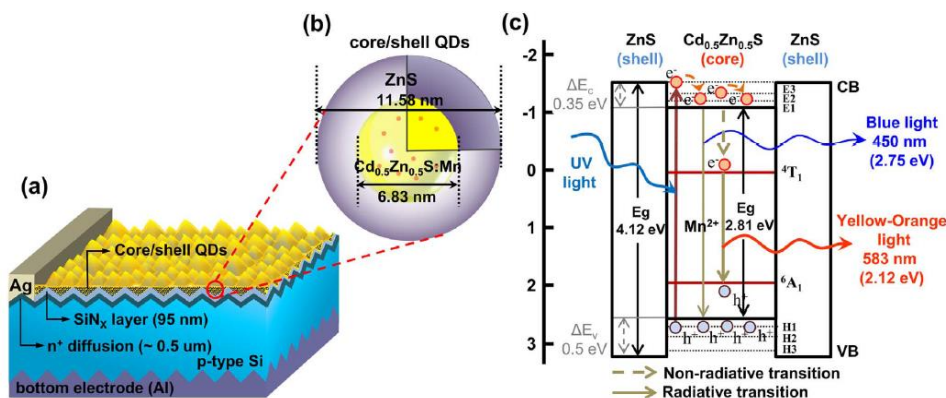 (a)
Ag
Core/shell QDs
SiNX layer (95 nm)
n+ diffusion (~ 0.5 um)
p-type Si
bottom electrode (Al)
(b)
core/shell QDs
ZnS
11.58 nm
Cd0.5Zn0.5S:Mn
6.83 nm
(c)
ZnS
(shell)
Cd0.5Zn0.5S
(core)
ZnS
(shell)
-2
-1
0
1
2
3
ΔEc
0.35 eV
ΔEv
0.5 eV
UV
light
Eg
4.12 eV
e-
e-
e-
e-
e-
E3
E2
E1
CB
Mn2+
Eg
2.81 eV
4T1
6A1
h+
h+
h+
h+
h+
H1
H2
H3
VB
Blue light
450 nm
(2.75 eV)
Yellow-Orange
light
583 nm
(2.12 eV)
Non-radiative transition
Radiative transition